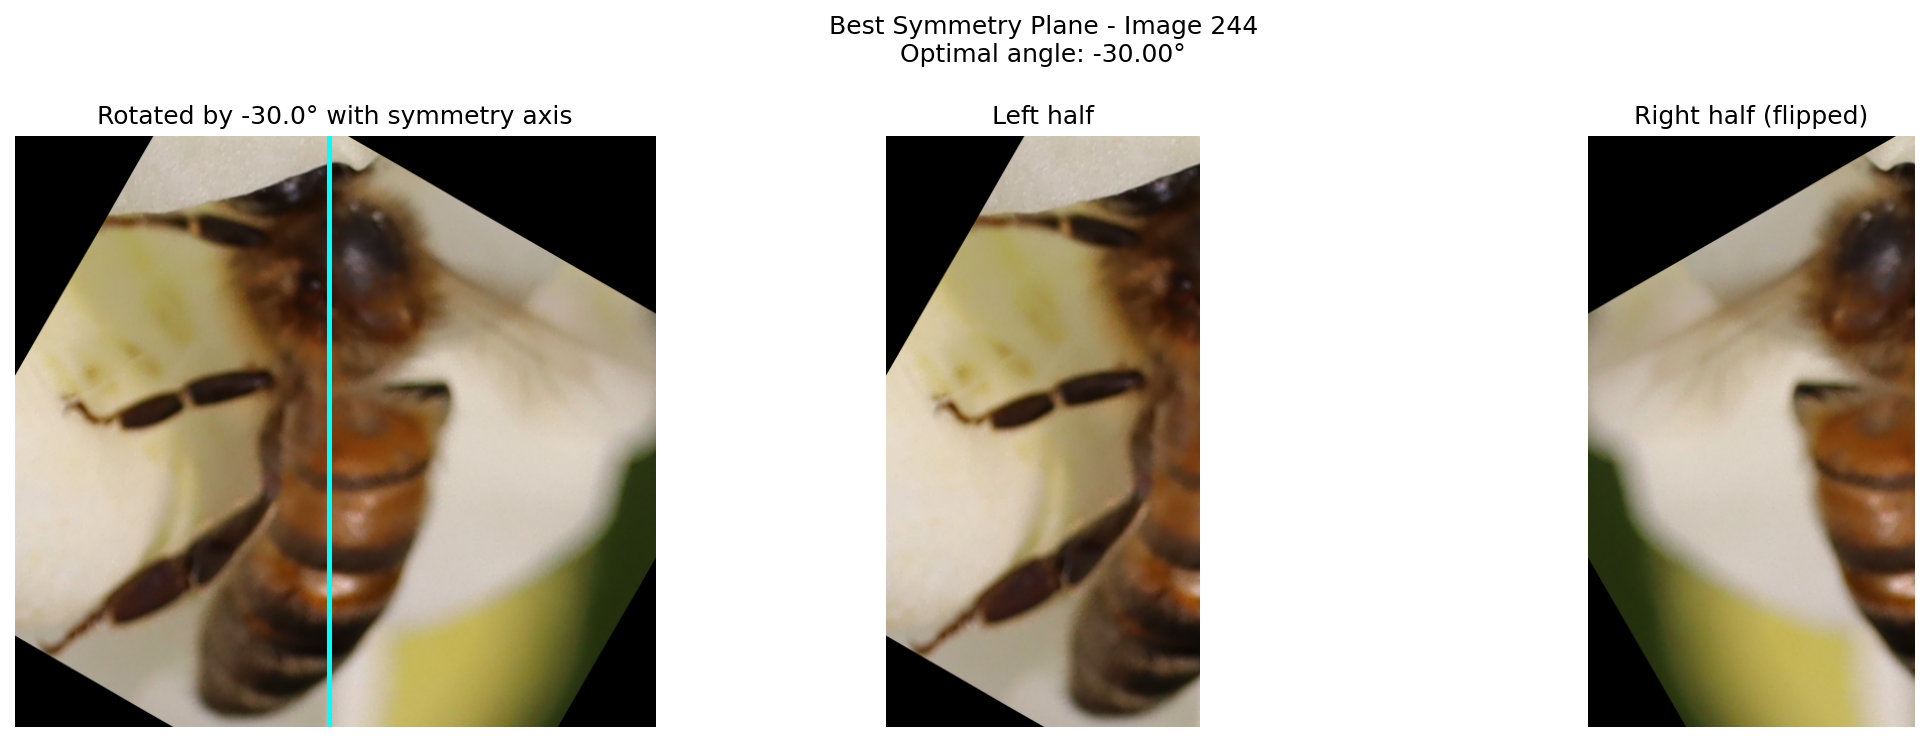 Best Symmetry Plane - Image 244
Optimal angle: -30.00°
Rotated by -30.0° with symmetry axis
Left half
Right half (flipped)